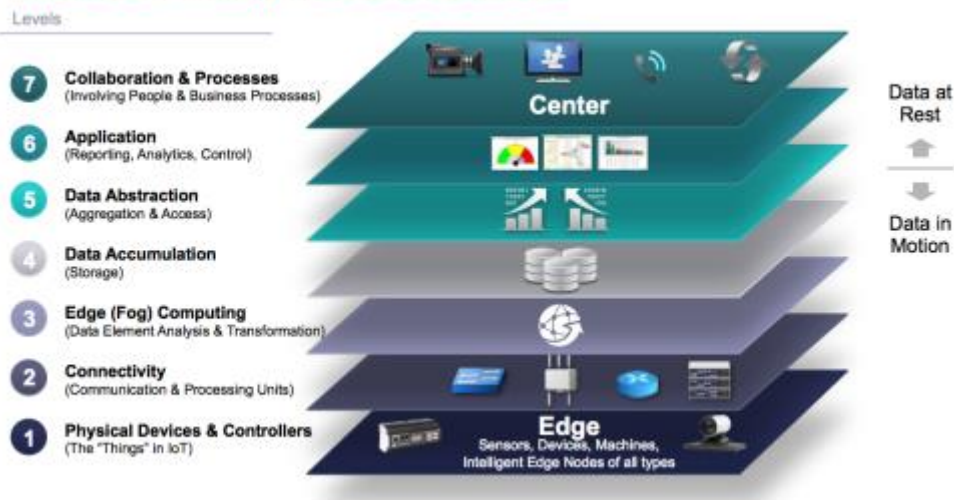 Levels
7
Collaboration & Processes
(Involving People & Business Processes)
6
Application
(Reporting, Analytics, Control)
5
Data Abstraction
(Aggregation & Access)
4
Data Accumulation
(Storage)
3
Edge (Fog) Computing
(Data Element Analysis & Transformation)
2
Connectivity
(Communication & Processing Units)
1
Physical Devices & Controllers
(The "Things" in IoT)
Center
Edge
Sensors, Devices, Machines,
Intelligent Edge Nodes of all types
Data at
Rest
Data in
Motion